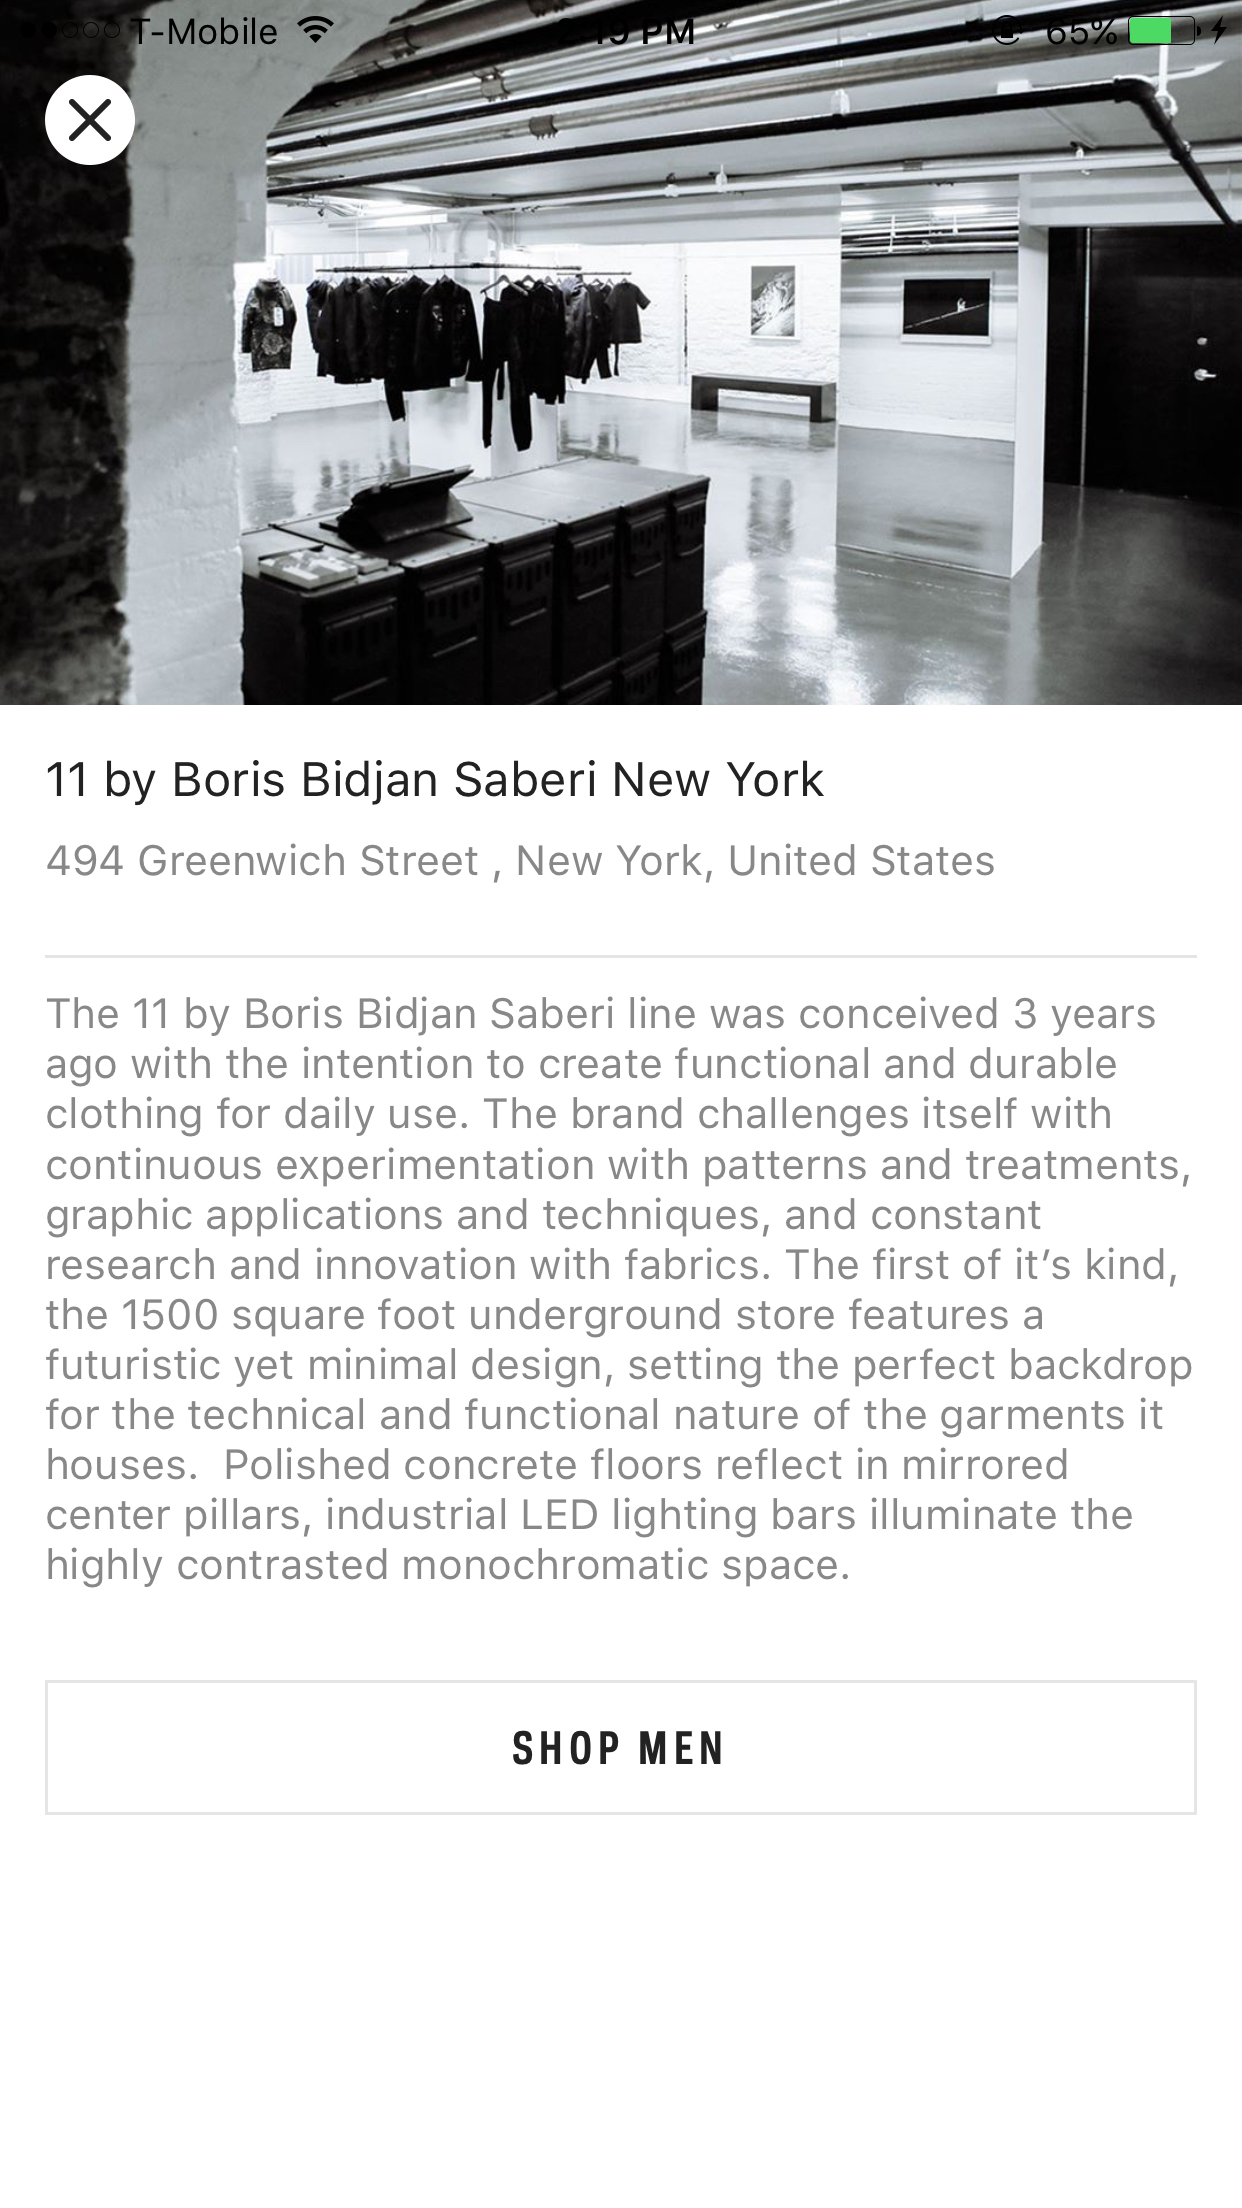 T-Mobile 19 PM 65%
11 by Boris Bidjan Saberi New York
494 Greenwich Street , New York, United States
The 11 by Boris Bidjan Saberi line was conceived 3 years
ago with the intention to create functional and durable
clothing for daily use. The brand challenges itself with
continuous experimentation with patterns and treatments,
graphic applications and techniques, and constant
research and innovation with fabrics. The first of it’s kind,
the 1500 square foot underground store features a
futuristic yet minimal design, setting the perfect backdrop
for the technical and functional nature of the garments it
houses.  Polished concrete floors reflect in mirrored
center pillars, industrial LED lighting bars illuminate the
highly contrasted monochromatic space.
SHOP MEN